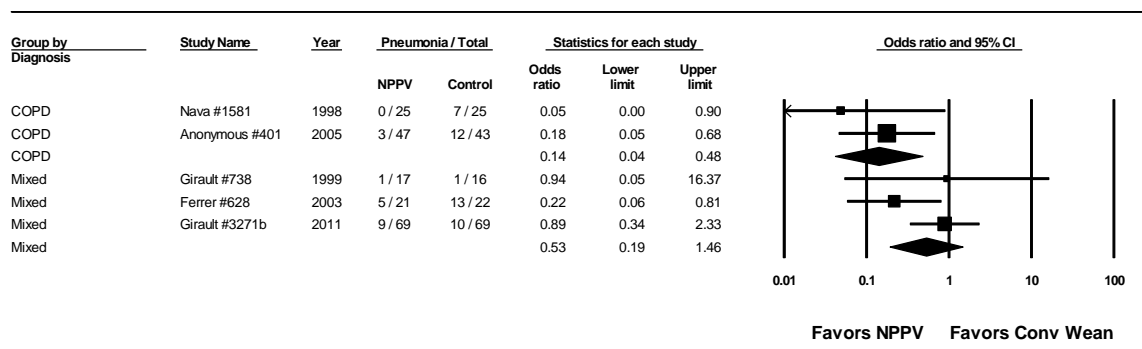 Group by Study Name Year Pneumonia / Total Statistics for each study Odds ratio and 95% CI
Diagnosis
NPPV Control Odds ratio Lower limit Upper limit
COPD Nava #1581 1998 0 / 25 7 / 25 0.05 0.00 0.90
COPD Anonymous #401 2005 3 / 47 12 / 43 0.18 0.05 0.68
COPD 0.14 0.04 0.48
Mixed Girault #738 1999 1 / 17 1 / 16 0.94 0.05 16.37
Mixed Ferrer #628 2003 5 / 21 13 / 22 0.22 0.06 0.81
Mixed Girault #3271b 2011 9 / 69 10 / 69 0.89 0.34 2.33
Mixed 0.53 0.19 1.46
0.01 0.1 1 10 100
Favors NPPV Favors Conv Wean